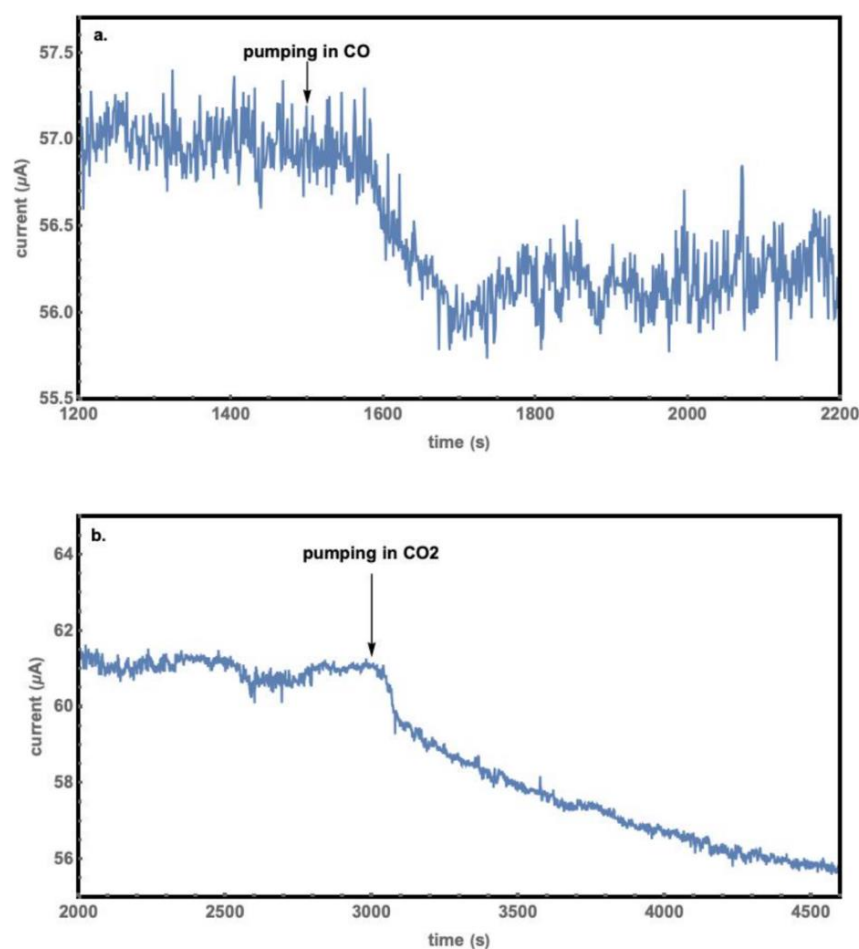 a.
pumping in CO
57.5
57.0
56.5
56.0
55.5
current (µA)
1200 1400 1600 1800 2000 2200
time (s)
b.
pumping in CO2
64
62
60
58
56
current (µA)
2000 2500 3000 3500 4000 4500
time (s)